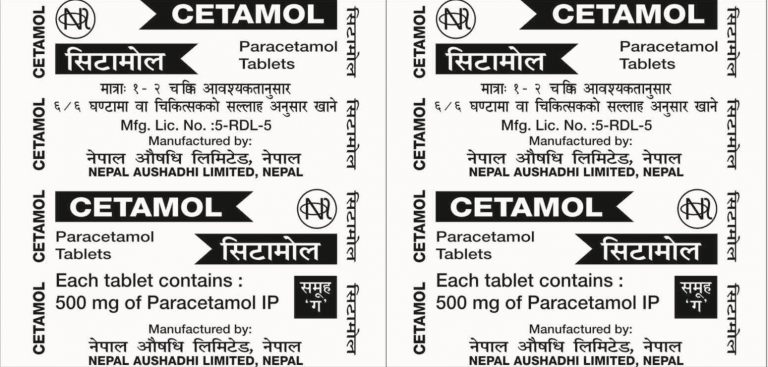 CETAMOL
सिटामोल
Paracetamol
Tablets
मात्राः १- २ चक्कि आवश्यकतानुसार
६/६ घण्टामा वा चिकित्सकको सल्लाह अनुसार खाने
Mfg. Lic. No. :5-RDL-5
Manufactured by:
नेपाल औषधि लिमिटेड, नेपाल
NEPAL AUSHADHI LIMITED, NEPAL
CETAMOL
सिटामोल
CETAMOL
सिटामोल
CETAMOL
Paracetamol
Tablets
सिटामोल
Each tablet contains :
500 mg of Paracetamol IP
समूह
'ग'
Manufactured by:
नेपाल औषधि लिमिटेड, नेपाल
NEPAL AUSHADHI LIMITED, NEPAL
CETAMOL
सिटामोल
CETAMOL
सिटामोल
CETAMOL
सिटामोल
Paracetamol
Tablets
मात्राः १- २ चक्कि आवश्यकतानुसार
६/६ घण्टामा वा चिकित्सकको सल्लाह अनुसार खाने
Mfg. Lic. No. :5-RDL-5
Manufactured by:
नेपाल औषधि लिमिटेड, नेपाल
NEPAL AUSHADHI LIMITED, NEPAL
CETAMOL
सिटामोल
CETAMOL
सिटामोल
CETAMOL
Paracetamol
Tablets
सिटामोल
Each tablet contains :
500 mg of Paracetamol IP
समूह
'ग'
Manufactured by:
नेपाल औषधि लिमिटेड, नेपाल
NEPAL AUSHADHI LIMITED, NEPAL
CETAMOL
सिटामोल
CETAMOL
सिटामोल